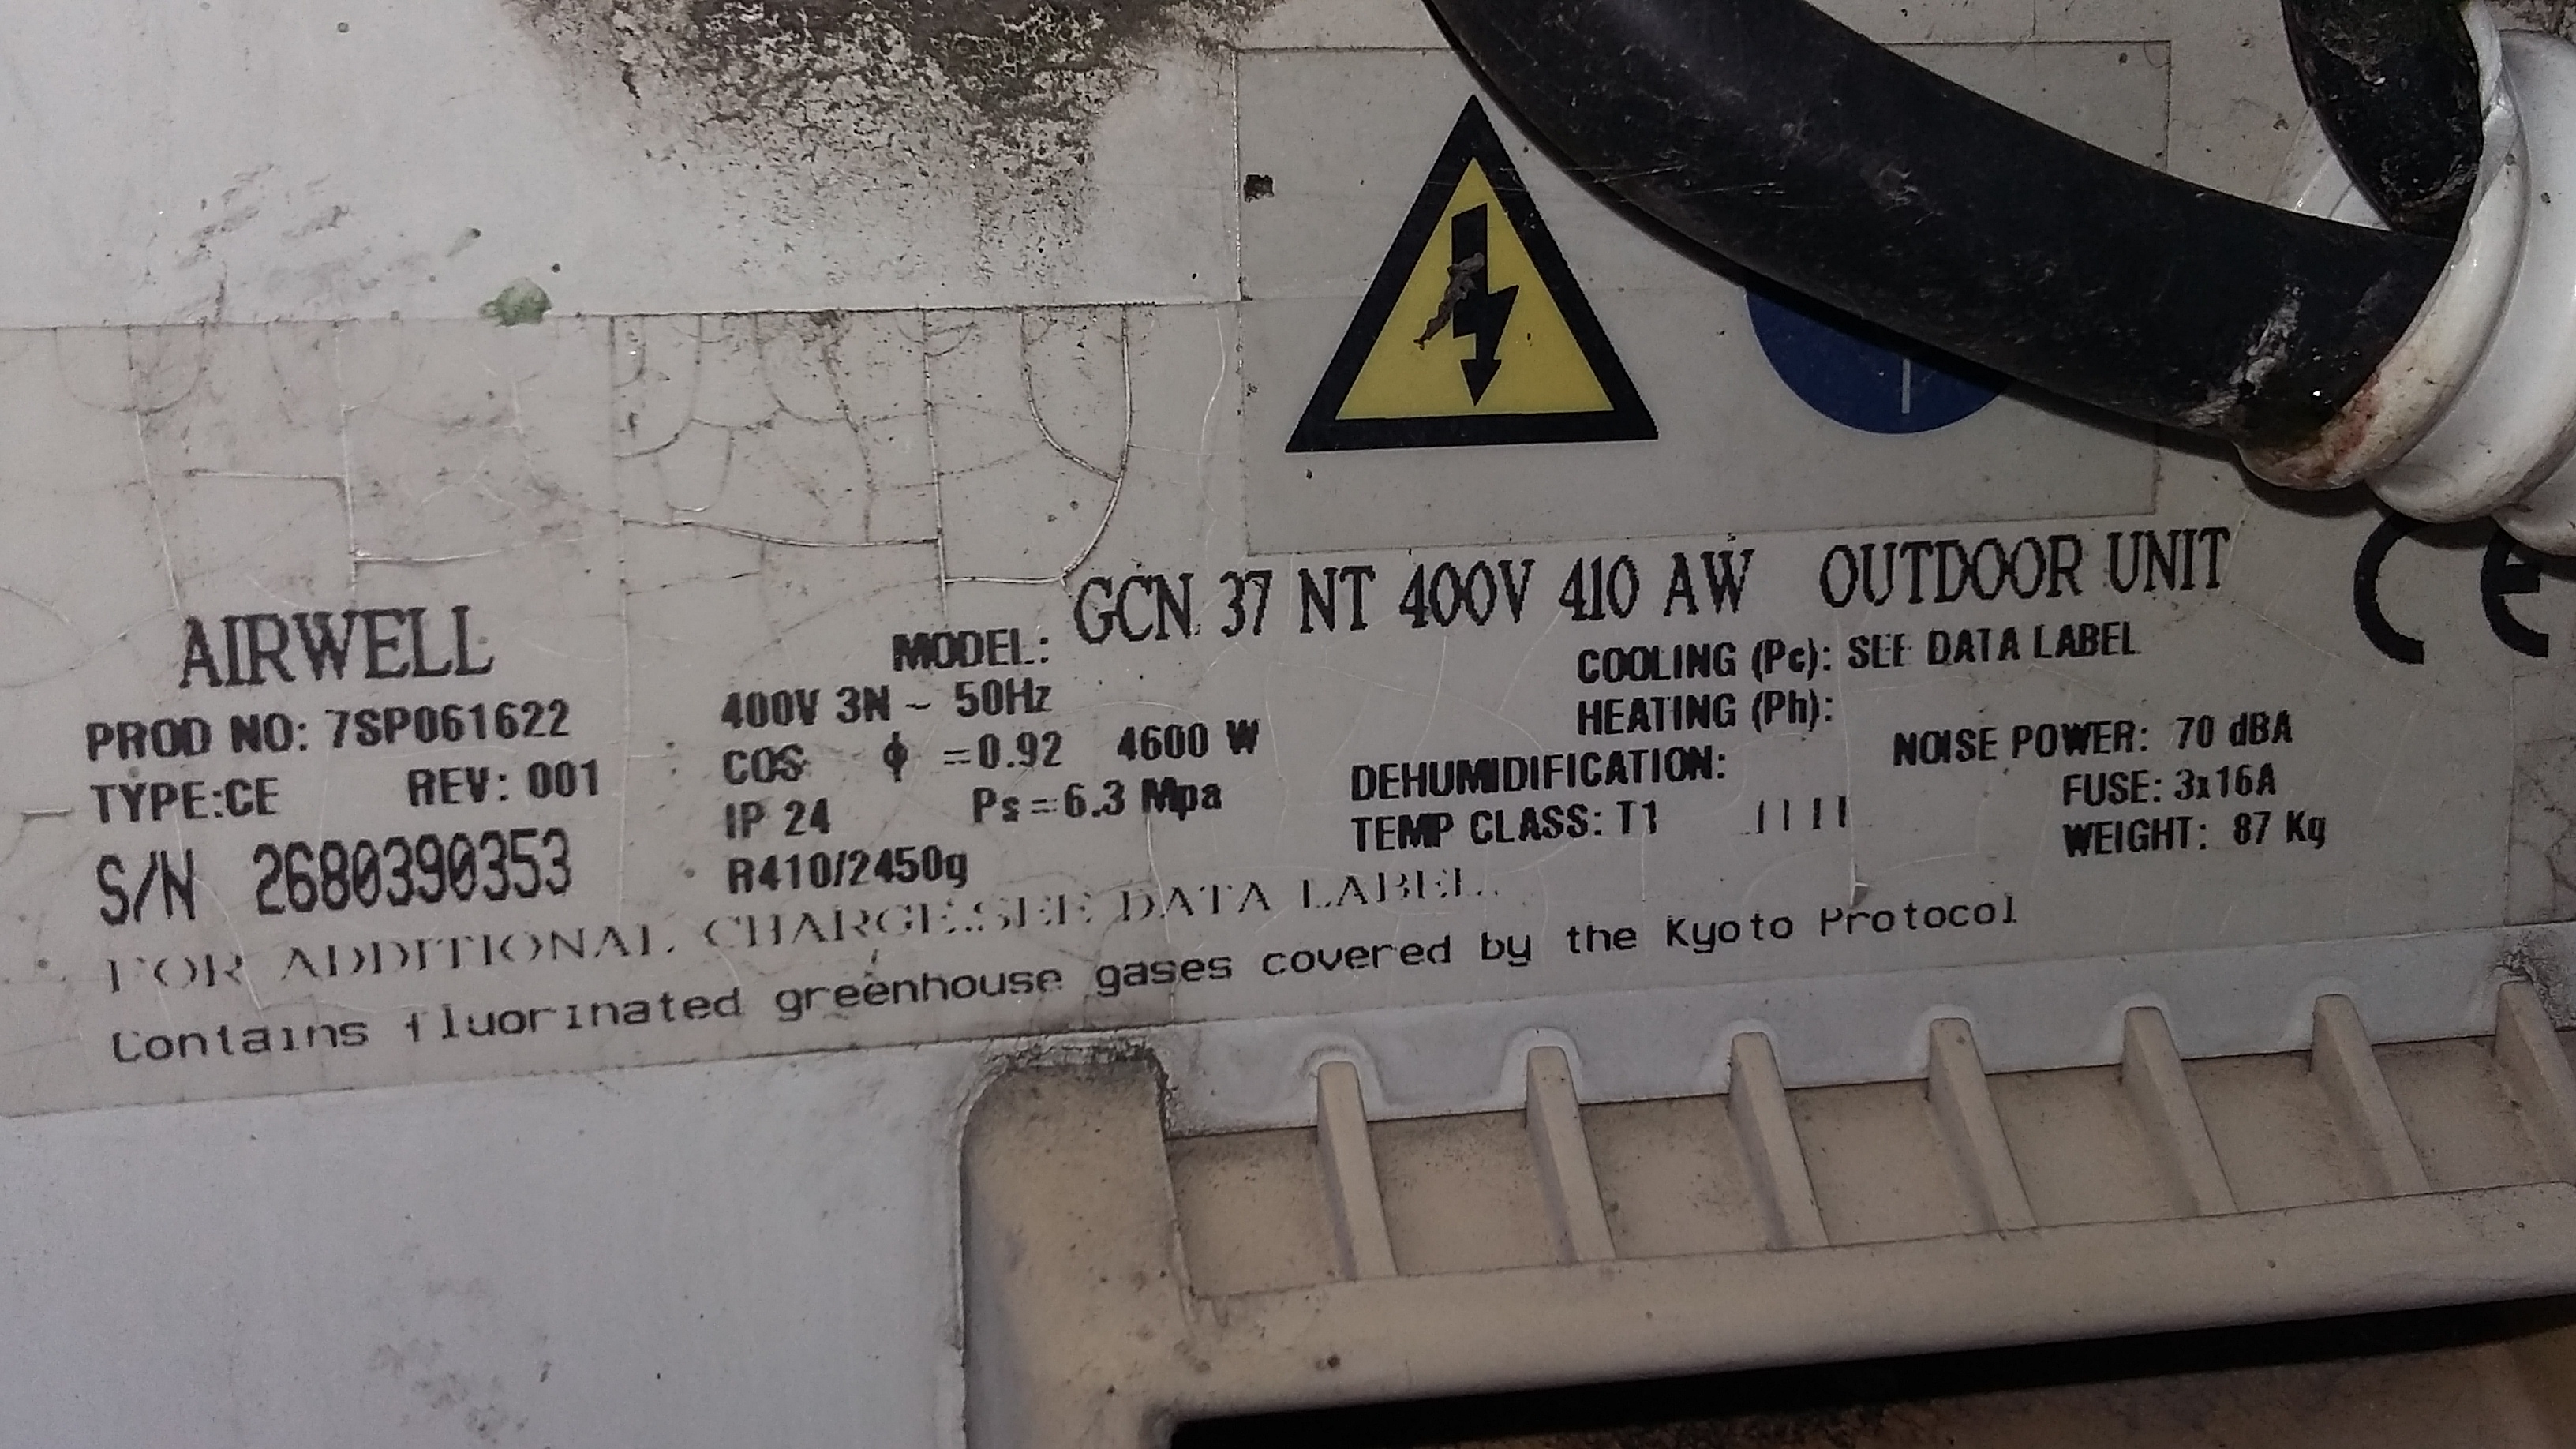 AIRWELL MODEL: GCN 37 NT 400V 410 AW OUTDOOR UNIT CE
PROD NO: 7SP061622 400V 3N ~ 50Hz COOLING (Pc): SEE DATA LABEL
HEATING (Ph):
TYPE:CE REV: 001 COS ϕ =0.92 4600 W DEHUMIDIFICATION: NOISE POWER: 70 dBA
IP 24 Ps=6.3 Mpa TEMP CLASS: T1 FUSE: 3x16A
S/N 2680390353 R410/2450g WEIGHT: 87 Kg
FOR ADDITIONAL CHARGE.SEE DATA LABEL.
Contains fluorinated greenhouse gases covered by the Kyoto Protocol